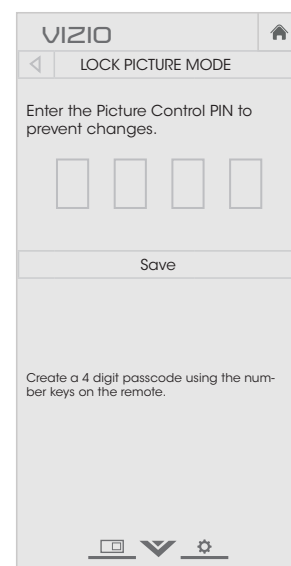 VIZIO
LOCK PICTURE MODE
Enter the Picture Control PIN to
prevent changes.
Save
Create a 4 digit passcode using the num-
ber keys on the remote.